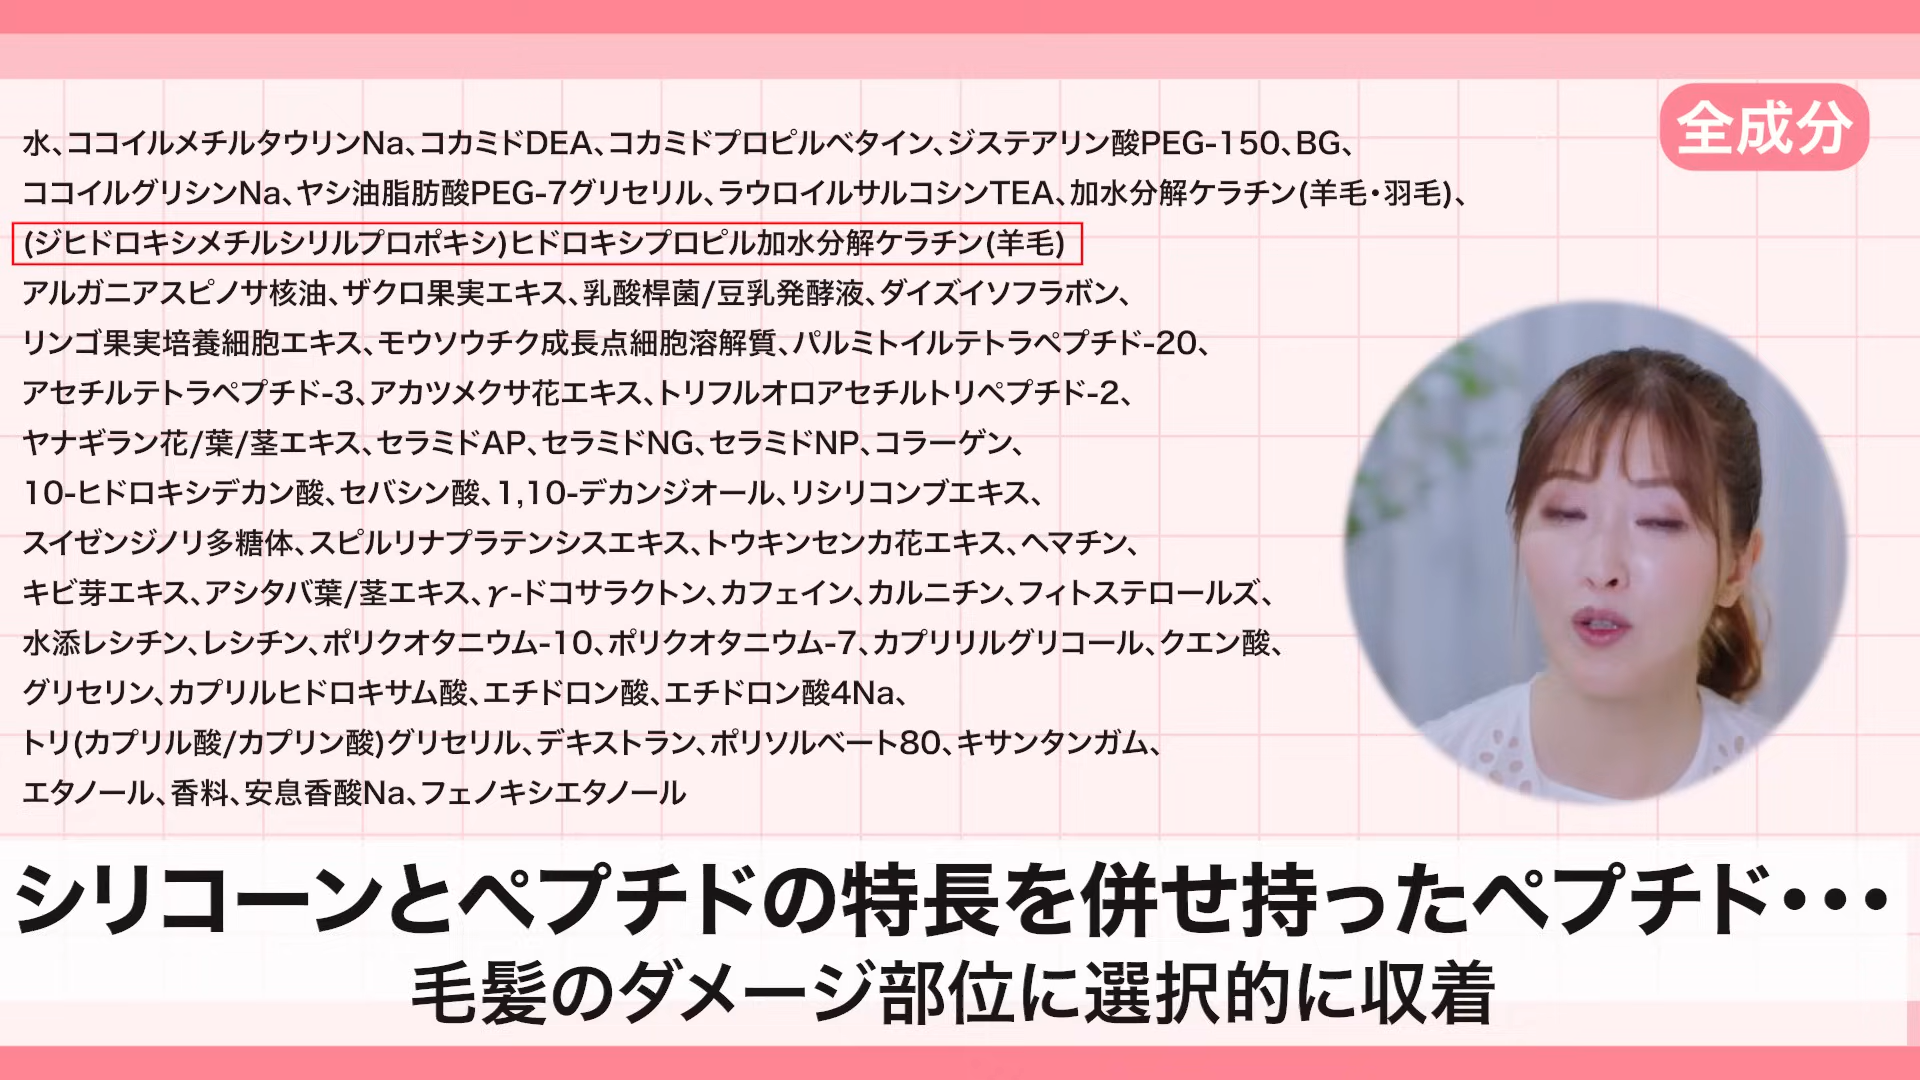 全成分
水、ココイルメチルタウリンNa、コカミドDEA、コカミドプロピルベタイン、ジステアリン酸PEG-150、BG、
ココイルグリシンNa、ヤシ油脂肪酸PEG-7グリセリル、ラウロイルサルコシンTEA、加水分解ケラチン(羊毛・羽毛)、
(ジヒドロキシメチルシリルプロポキシ)ヒドロキシプロピル加水分解ケラチン(羊毛)
アルガニアスピノサ核油、ザクロ果実エキス、乳酸桿菌/豆乳発酵液、ダイズイソフラボン、
リンゴ果実培養細胞エキス、モウソウチク成長点細胞溶解質、パルミトイルテトラペプチド-20、
アセチルテトラペプチド-3、アカツメクサ花エキス、トリフルオロアセチルトリペプチド-2、
ヤナギラン花/葉/茎エキス、セラミドAP、セラミドNG、セラミドNP、コラーゲン、
10-ヒドロキシデカン酸、セバシン酸、1,10-デカンジオール、リシリコンブエキス、
スイゼンジノリ多糖体、スピルリナプラテンシスエキス、トウキンセンカ花エキス、ヘマチン、
キビ芽エキス、アシタバ葉/茎エキス、γ-ドコサラクトン、カフェイン、カルニチン、フィトステロールズ、
水添レシチン、レシチン、ポリクオタニウム-10、ポリクオタニウム-7、カプリリルグリコール、クエン酸、
グリセリン、カプリルヒドロキサム酸、エチドロン酸、エチドロン酸4Na、
トリ(カプリル酸/カプリン酸)グリセリル、デキストラン、ポリソルベート80、キサンタンガム、
エタノール、香料、安息香酸Na、フェノキシエタノール
シリコーンとペプチドの特長を併せ持ったペプチド・・・
毛髪のダメージ部位に選択的に収着